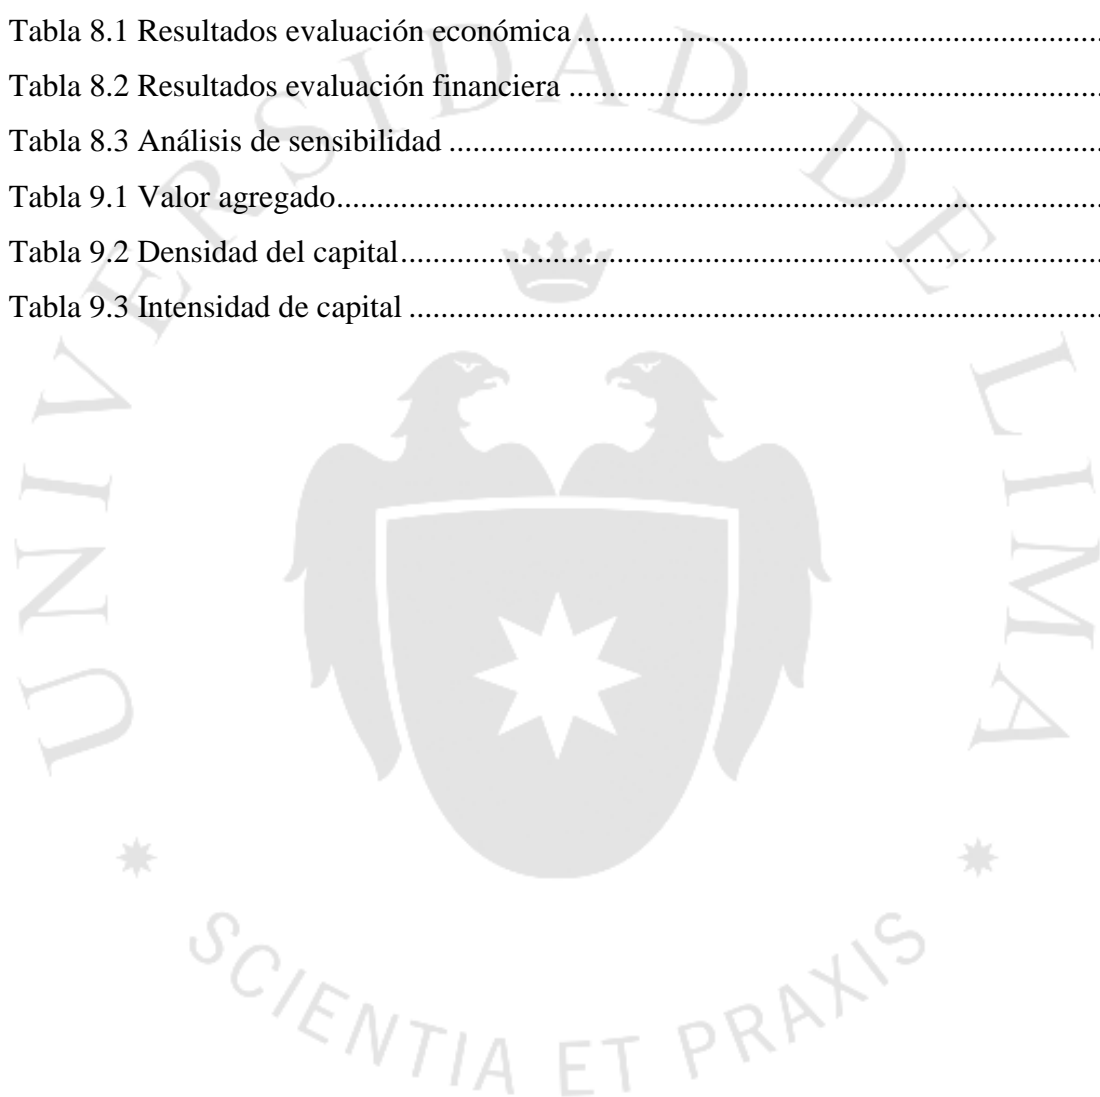 Tabla 8.1 Resultados evaluación económica
Tabla 8.2 Resultados evaluación financiera
Tabla 8.3 Análisis de sensibilidad
Tabla 9.1 Valor agregado
Tabla 9.2 Densidad del capital
Tabla 9.3 Intensidad de capital
UNIVERSIDAD DE LIMA
SCIENTIA ET PRAXIS